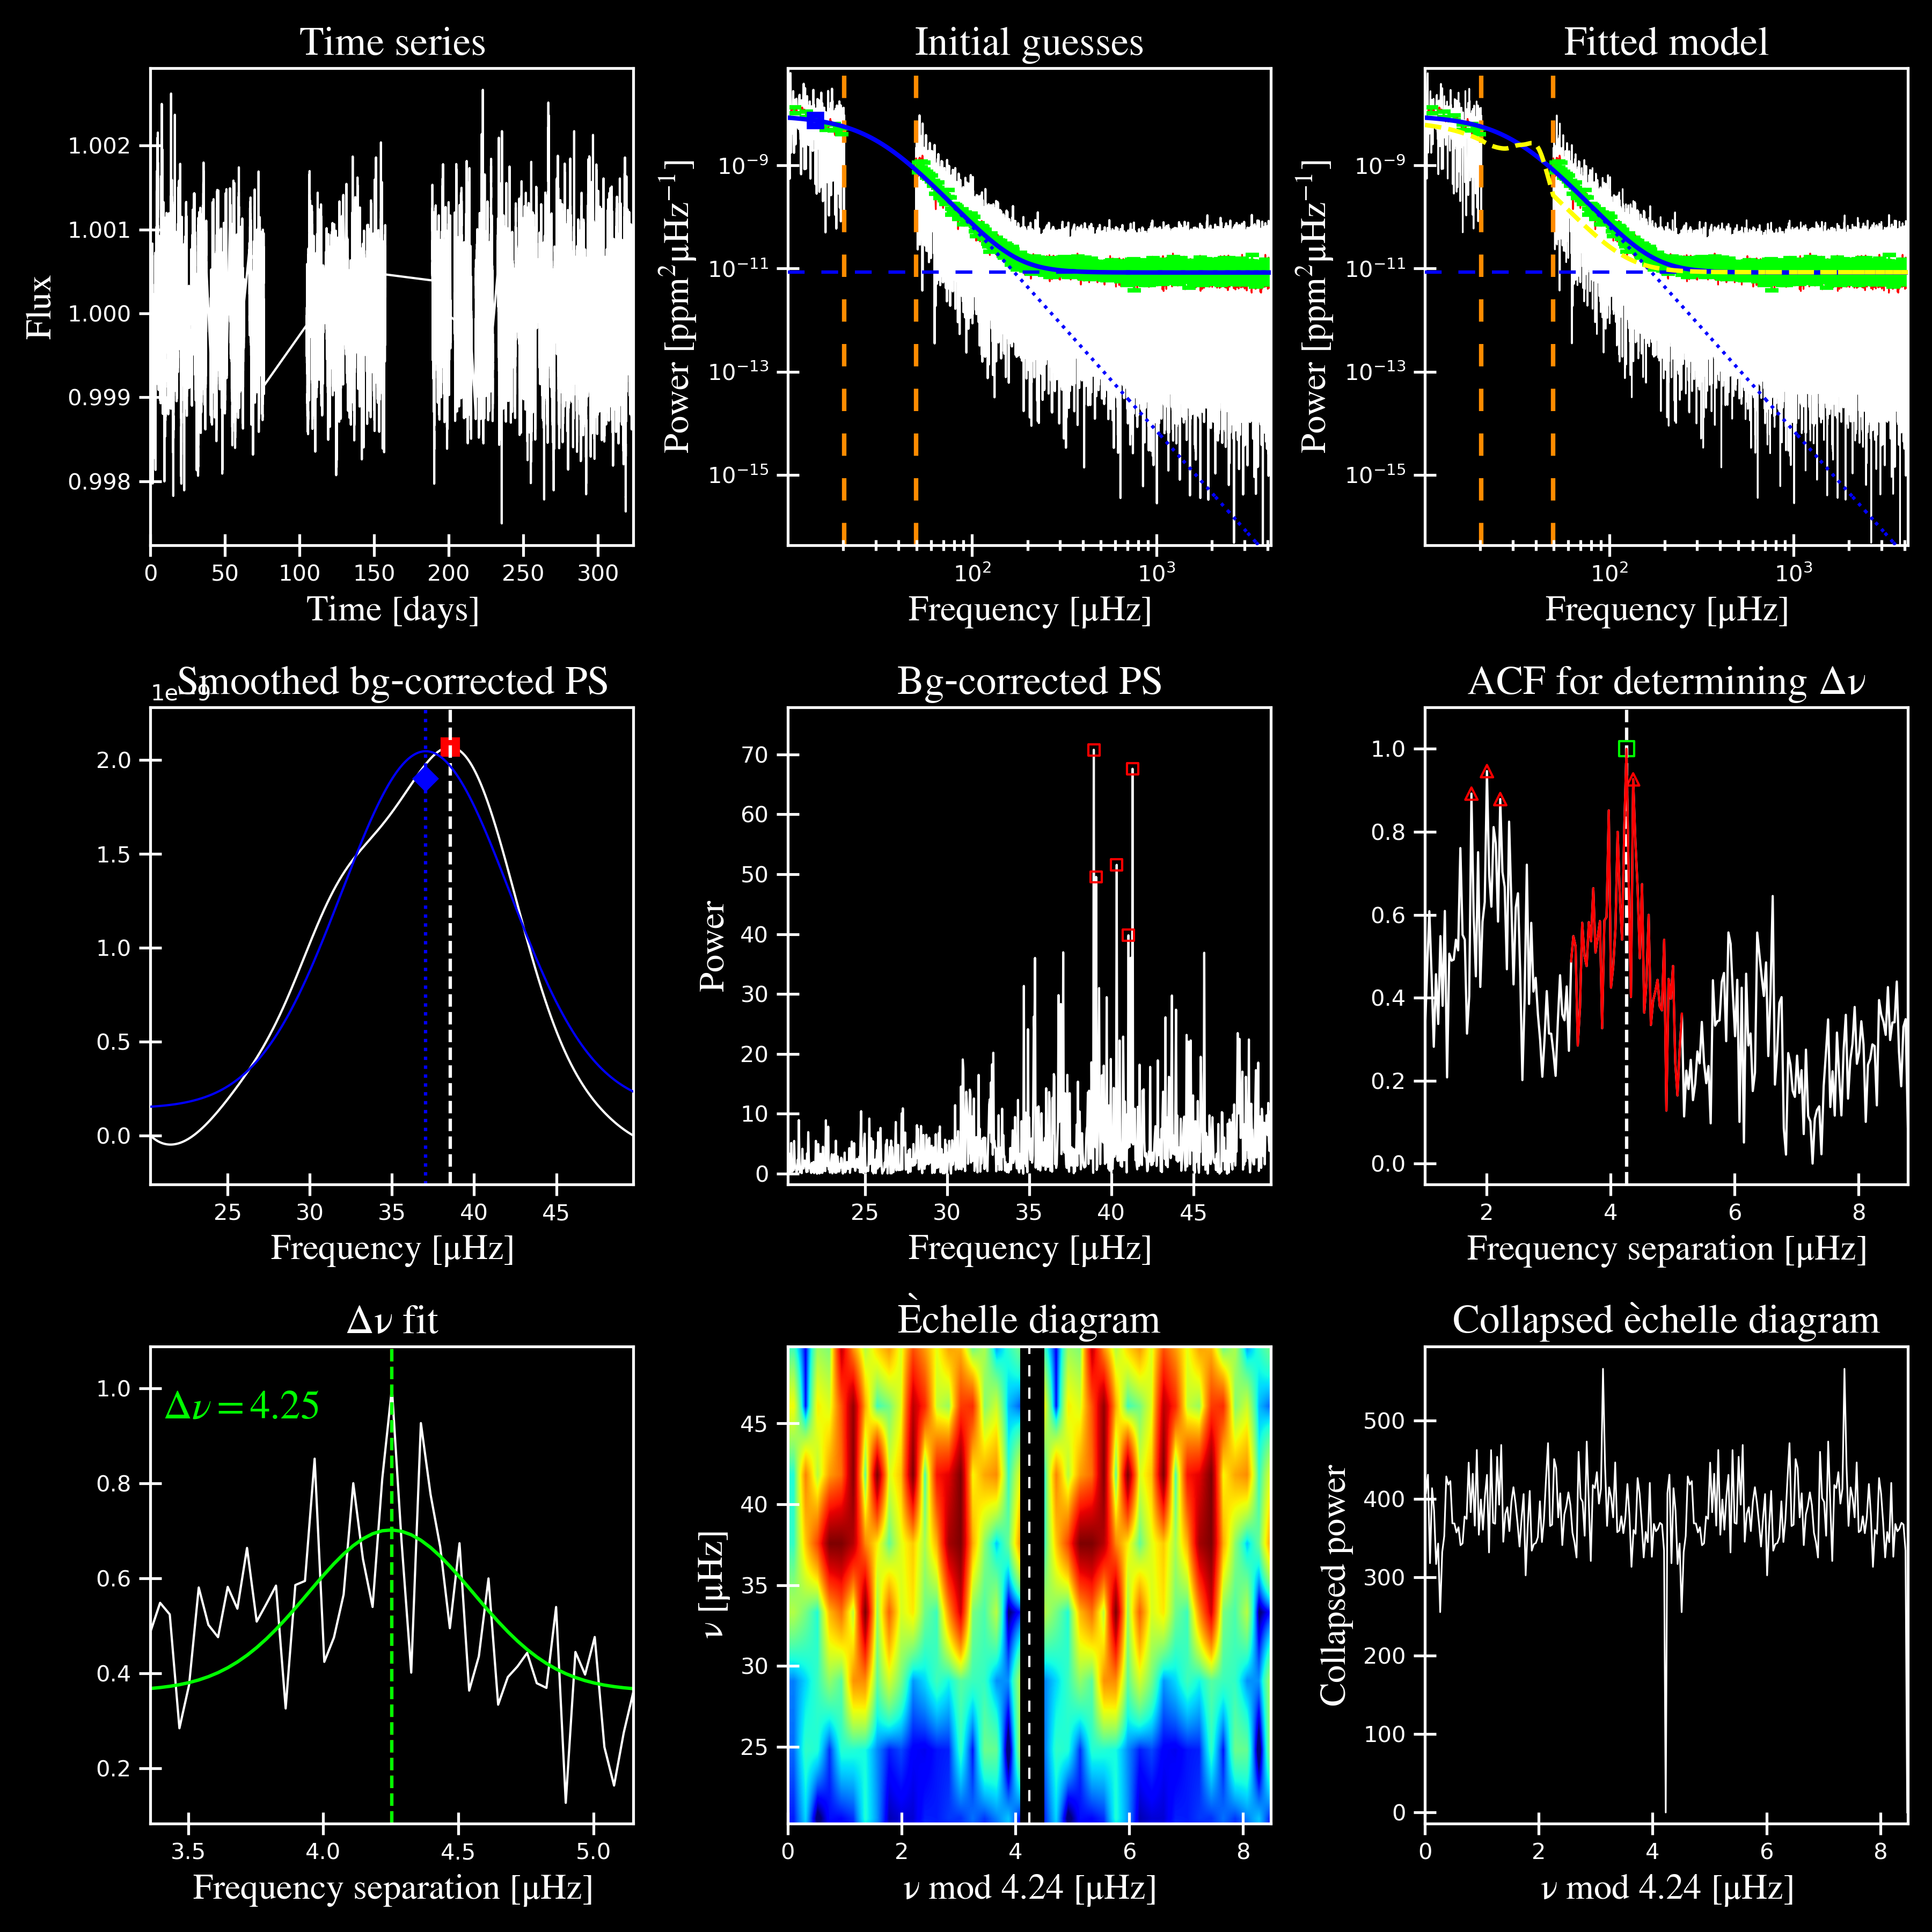 Time series
Initial guesses
Fitted model
1.002
1.001
1.000
0.999
0.998
Flux
0 50 100 150 200 250 300
Time [days]
10⁻⁹
10⁻¹¹
10⁻¹³
10⁻¹⁵
Power [ppm²μHz⁻¹]
10² 10³
Frequency [μHz]
10⁻⁹
10⁻¹¹
10⁻¹³
10⁻¹⁵
Power [ppm²μHz⁻¹]
10² 10³
Frequency [μHz]
Smoothed bg-corrected PS
Bg-corrected PS
ACF for determining Δν
2.0
1.5
1.0
0.5
0.0
25 30 35 40 45
Frequency [μHz]
70
60
50
40
30
20
10
0
Power
25 30 35 40 45
Frequency [μHz]
1.0
0.8
0.6
0.4
0.2
0.0
2 4 6 8
Frequency separation [μHz]
Δν fit
Èchelle diagram
Collapsed èchelle diagram
Δν = 4.25
1.0
0.8
0.6
0.4
0.2
3.5 4.0 4.5 5.0
Frequency separation [μHz]
45
40
35
30
25
ν [μHz]
0 2 4 6 8
ν mod 4.24 [μHz]
500
400
300
200
100
0
Collapsed power
0 2 4 6 8
ν mod 4.24 [μHz]